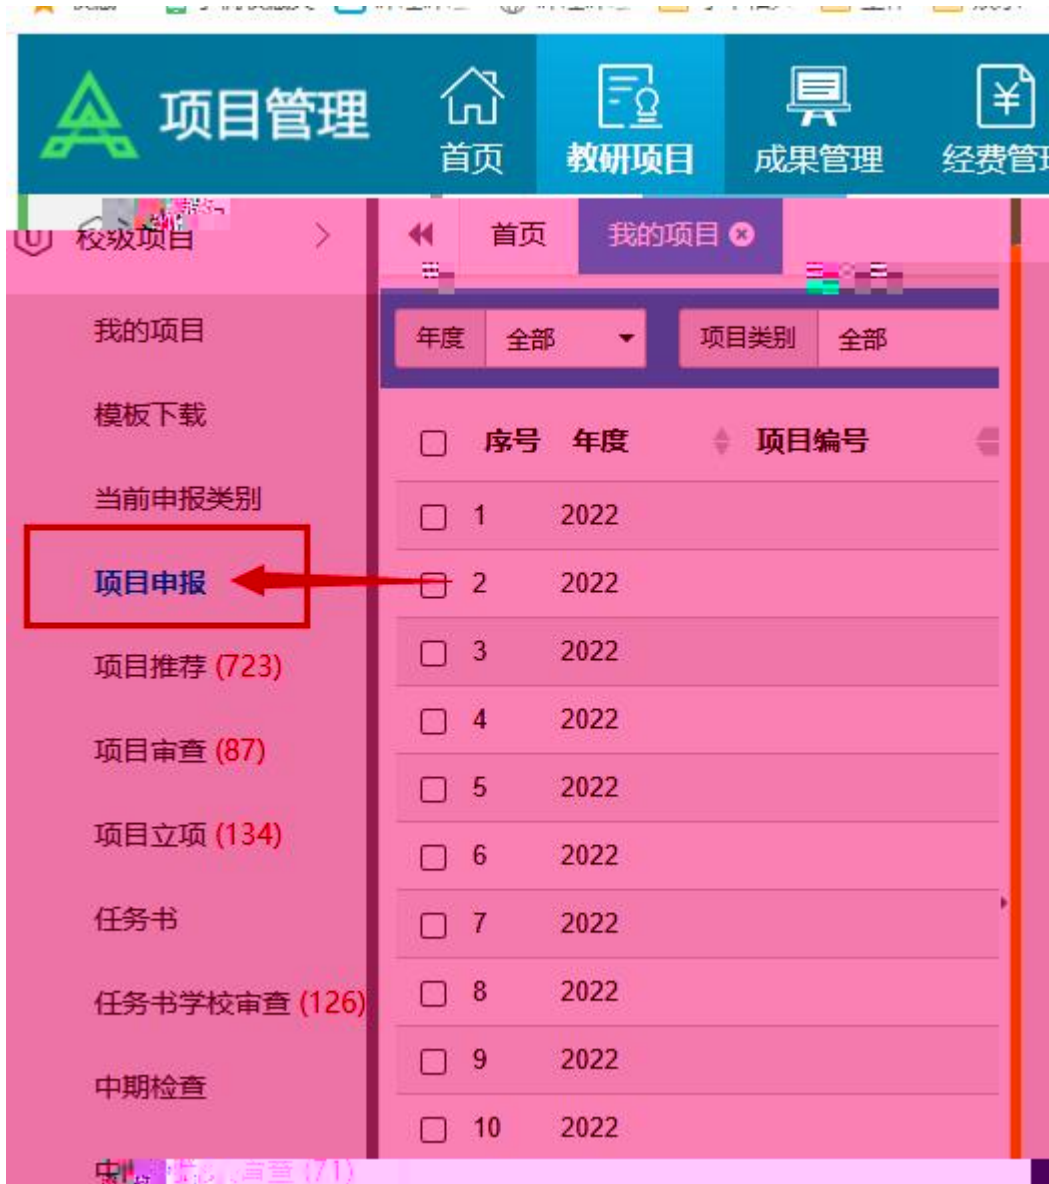 项目管理
首页
教研项目
成果管理
经费管
校级项目
首页
我的项目
我的项目
年度 全部
项目类别 全部
模板下载
序号 年度 项目编号
当前申报类别
1 2022
项目申报
2 2022
3 2022
项目推荐 (723)
4 2022
项目审查 (87)
5 2022
项目立项 (134)
6 2022
任务书
7 2022
任务书学校审查 (126)
8 2022
9 2022
中期检查
10 2022